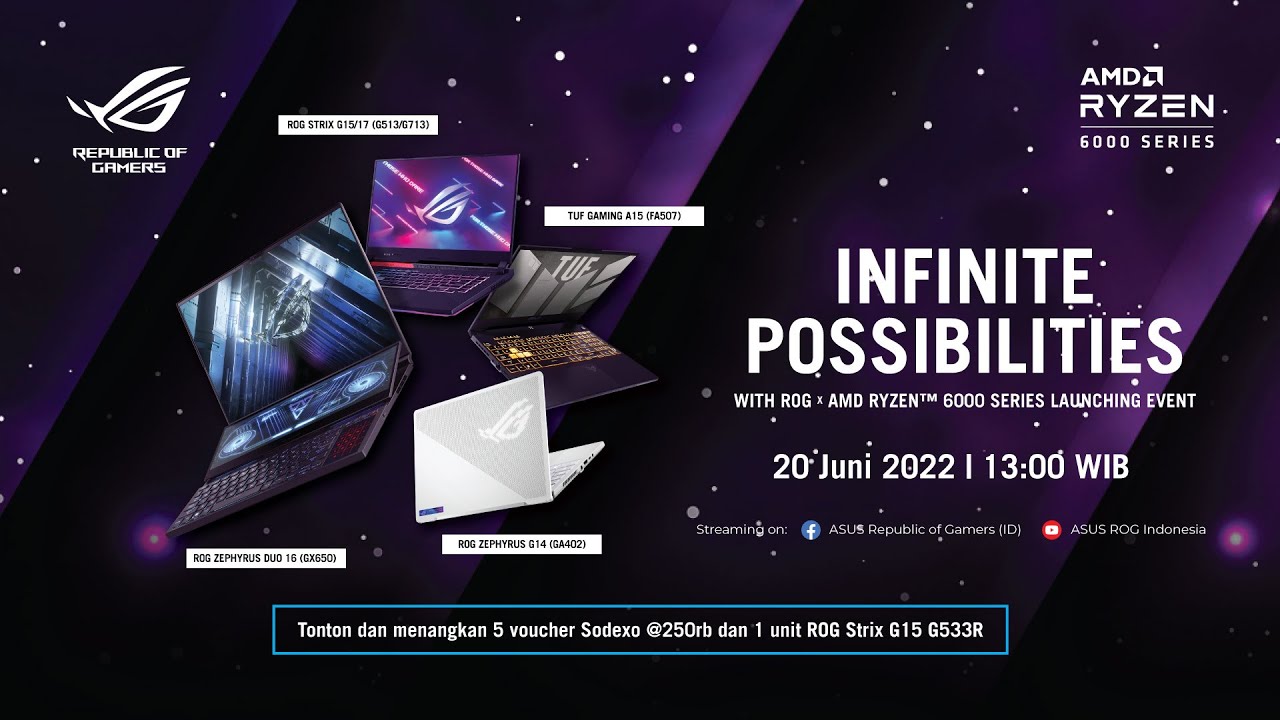 REPUBLIC OF
GAMERS
AMD
RYZEN
6000 SERIES
ROG STRIX G15/17 (G513/G713)
TUF GAMING A15 (FA507)
TUF
ROG ZEPHYRUS G14 (GA402)
ROG ZEPHYRUS DUO 16 (GX650)
INFINITE
POSSIBILITIES
WITH ROG x AMD RYZEN™ 6000 SERIES LAUNCHING EVENT
20 Juni 2022 | 13:00 WIB
Streaming on: ASUS Republic of Gamers (ID) ASUS ROG Indonesia
Tonton dan menangkan 5 voucher Sodexo @250rb dan 1 unit ROG Strix G15 G533R